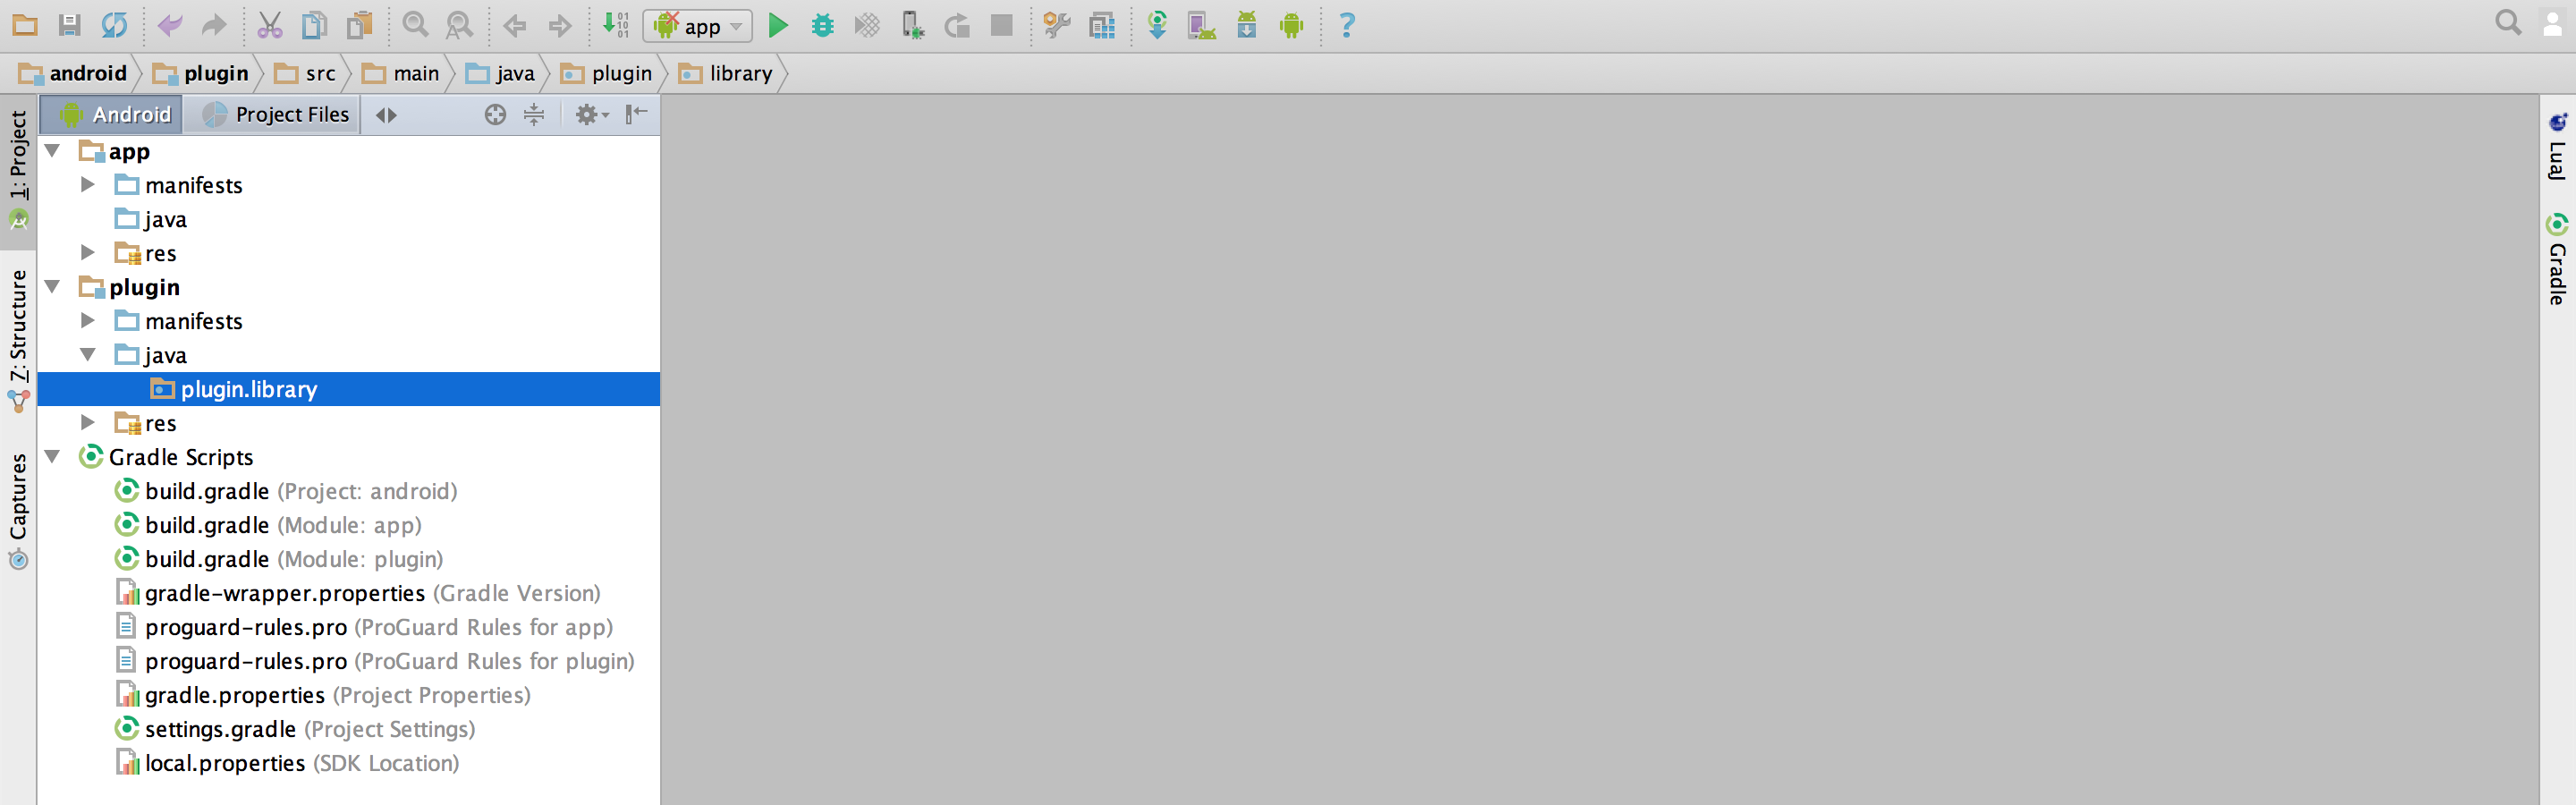 app
android plugin src main java plugin library
Android Project Files
1: Project
7: Structure
Captures
app
manifests
java
res
plugin
manifests
java
plugin.library
res
Gradle Scripts
build.gradle (Project: android)
build.gradle (Module: app)
build.gradle (Module: plugin)
gradle-wrapper.properties (Gradle Version)
proguard-rules.pro (ProGuard Rules for app)
proguard-rules.pro (ProGuard Rules for plugin)
gradle.properties (Project Properties)
settings.gradle (Project Settings)
local.properties (SDK Location)
LuaJ
Gradle